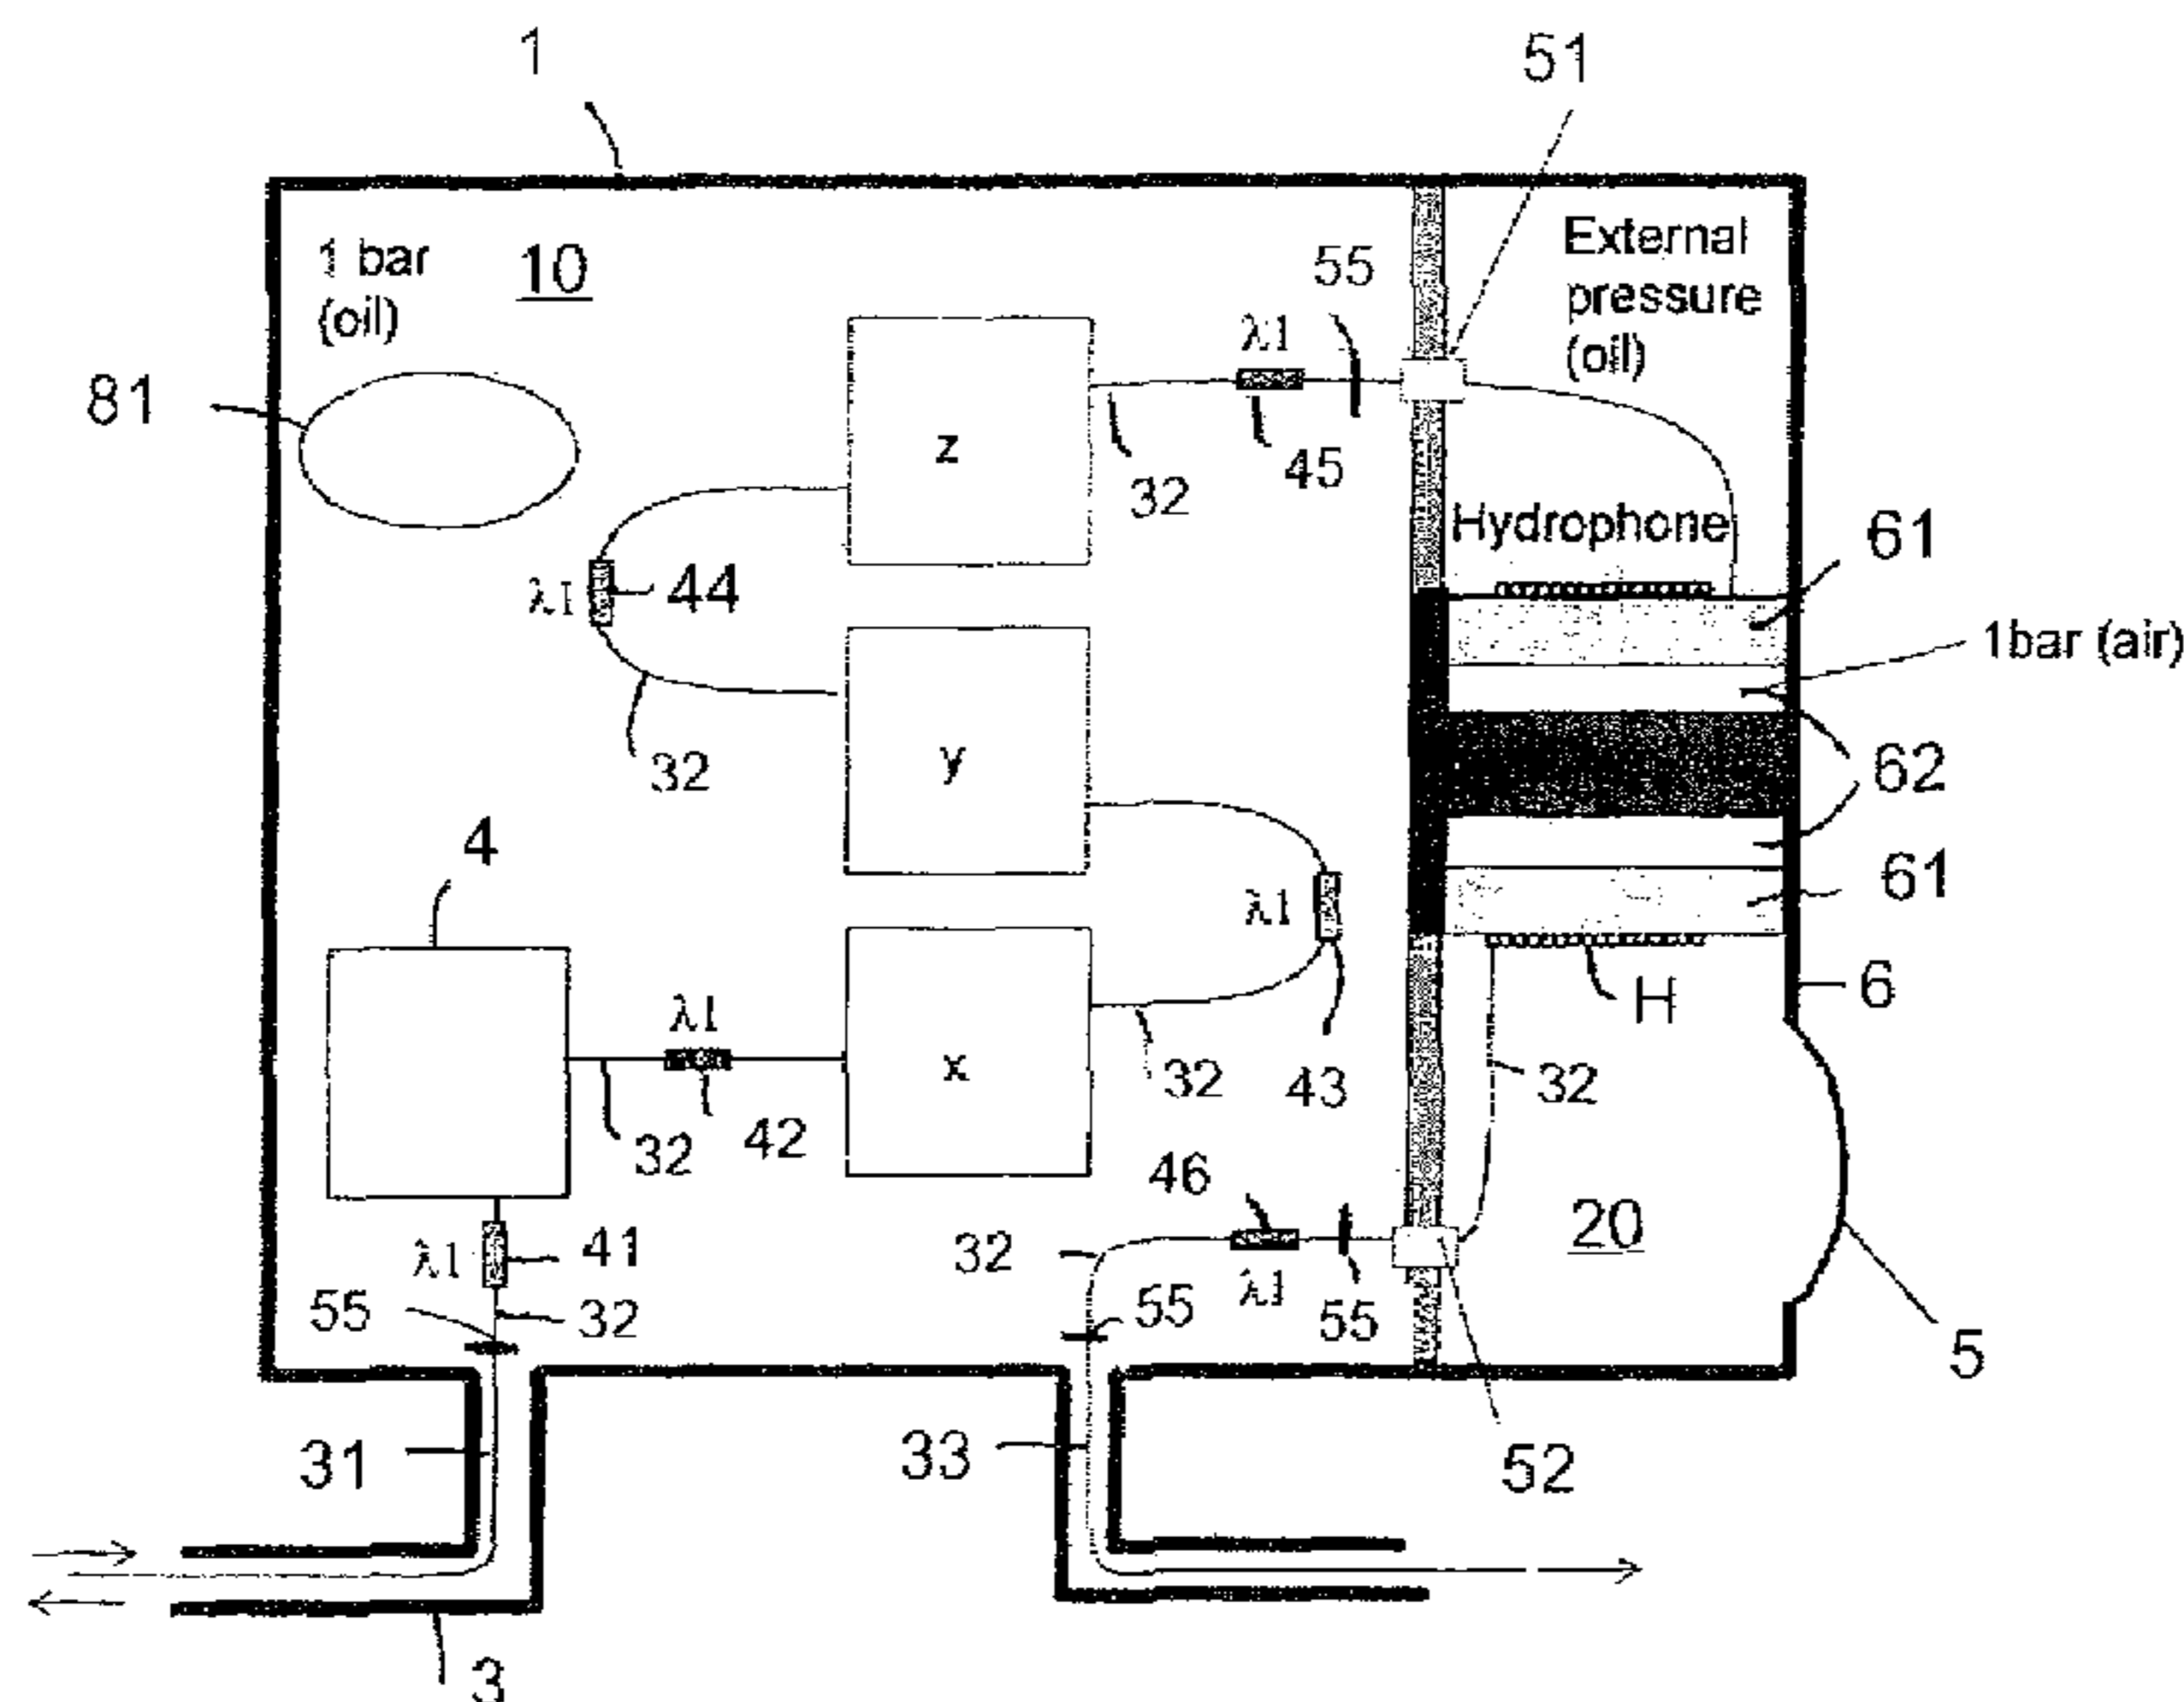 1
51
1 bar
(oil)
10
55
External
pressure
(oil)
λ1
81
z
45
32
Hydrophone
61
λ1
44
1bar (air)
32
y
62
4
λ1
61
λ1
H
6
x
32
43
32
32
42
46
20
λ1
41
32
55
32
55
λ1
55
5
31
33
52
3